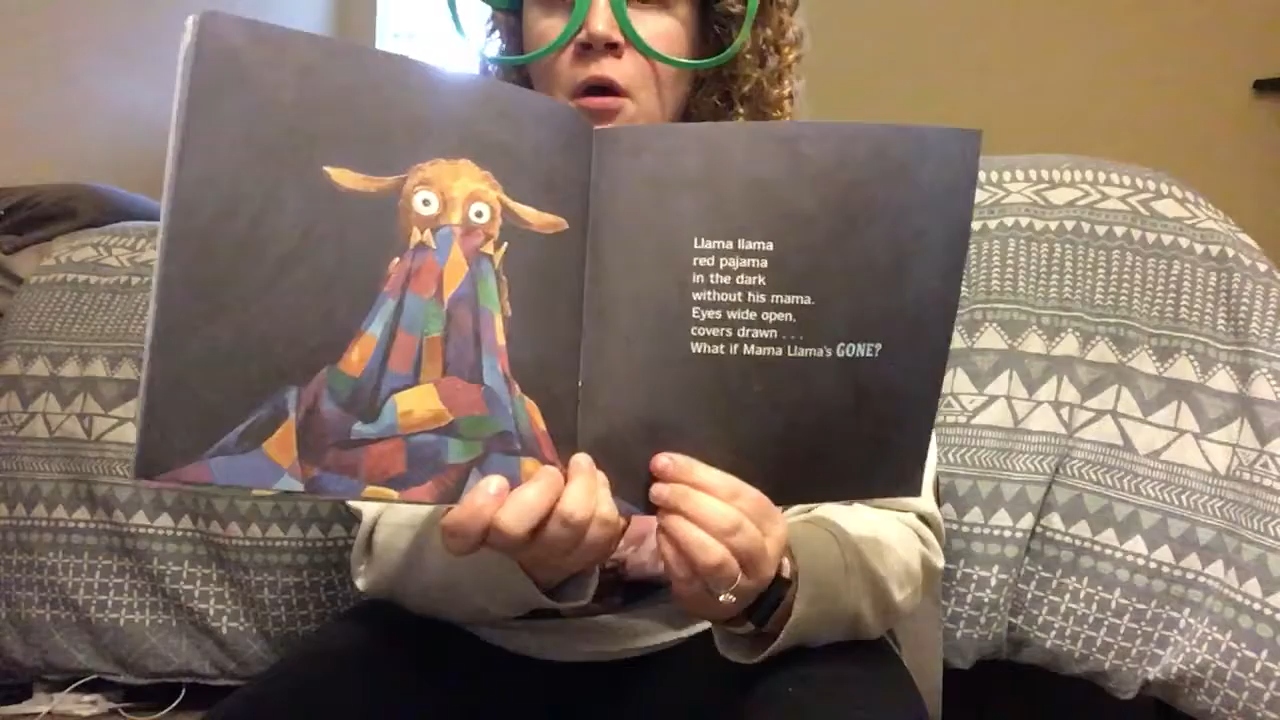 Llama llama
red pajama
in the dark
without his mama.
Eyes wide open,
covers drawn . . .
What if Mama Llama's GONE?